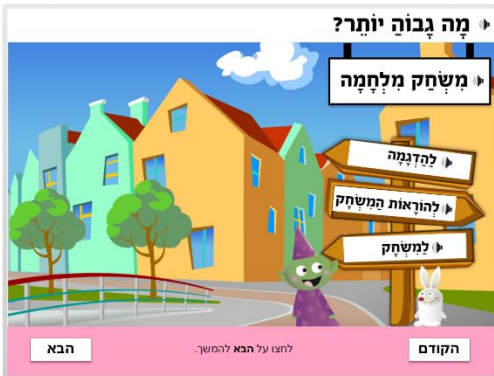 מָה גָבוֹהַ יוֹתֵר?
מִשְׂחַק מִלְחָמָה
לַהַדְגָמָה
לְהוֹרָאוֹת הַמִשְׂחָק
לַמִשְׂחָק
הקודם
לחצו על הבא להמשך.
הבא